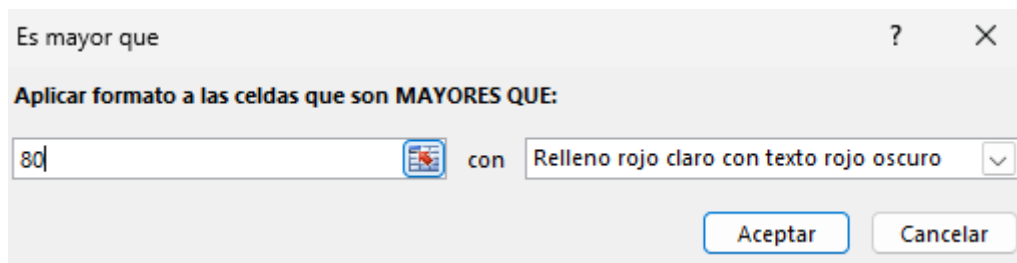 Es mayor que ?
Aplicar formato a las celdas que son MAYORES QUE:
80 con Relleno rojo claro con texto rojo oscuro
Aceptar Cancelar